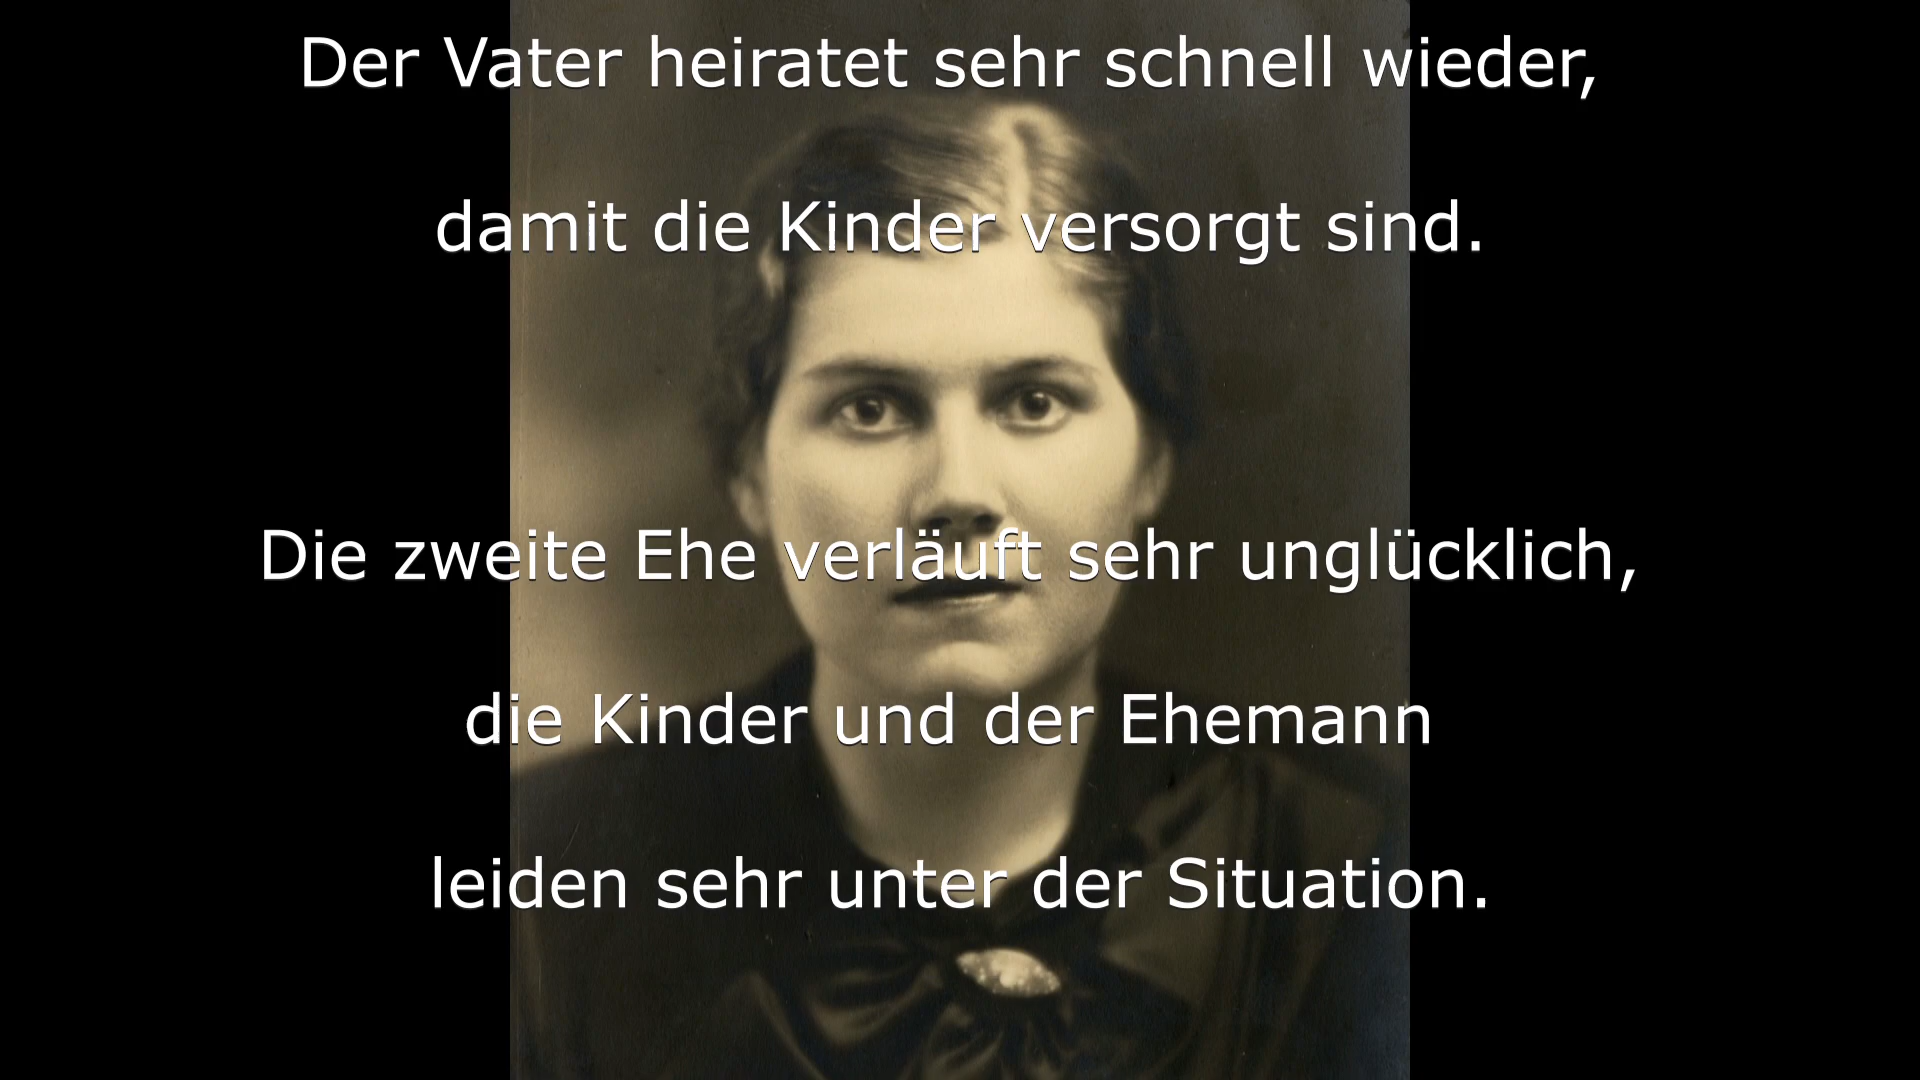 Der Vater heiratet sehr schnell wieder,
damit die Kinder versorgt sind.
Die zweite Ehe verläuft sehr unglücklich,
die Kinder und der Ehemann
leiden sehr unter der Situation.